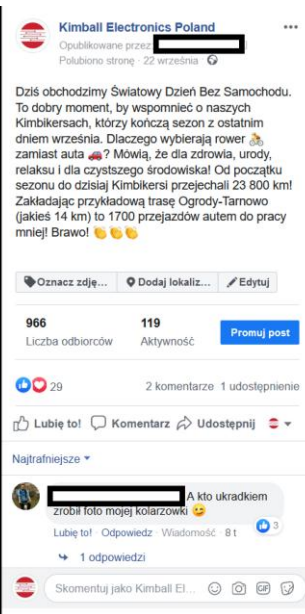 Kimball Electronics Poland
Opublikowane przez
Polubiono stronę · 22 września ·
Dziś obchodzimy Światowy Dzień Bez Samochodu.
To dobry moment, by wspomnieć o naszych
Kimbikersach, którzy kończą sezon z ostatnim
dniem września. Dlaczego wybierają rower 🚴
zamiast auta 🚗? Mówią, że dla zdrowia, urody,
relaksu i dla czystszego środowiska! Od początku
sezonu do dzisiaj Kimbikersi przejechali 23 800 km!
Zakładając przykładową trasę Ogrody-Tarnowo
(jakieś 14 km) to 1700 przejazdów autem do pracy
mniej! Brawo! 👏👏👏
Oznacz zdję... Dodaj lokaliz... Edytuj
966 119
Liczba odbiorców Aktywność Promuj post
29 2 komentarze 1 udostępnienie
Lubię to! Komentarz Udostępnij
Najtrafniejsze
A kto ukradkiem
zrobił foto mojej kolarzówki 😉
3
Lubię to! · Odpowiedz · Wiadomość · 8 t
1 odpowiedzi
Skomentuj jako Kimball El... GIF